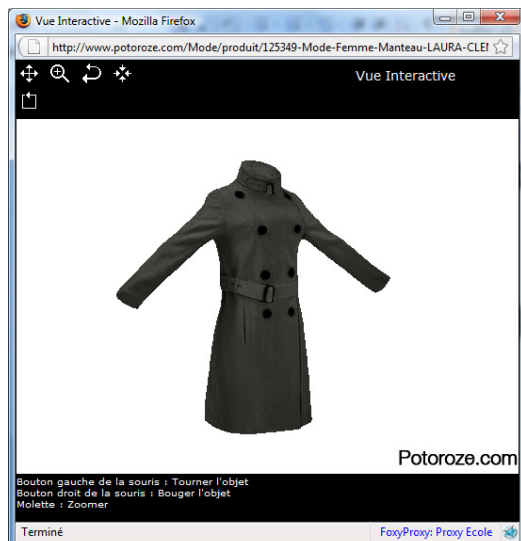 Vue Interactive - Mozilla Firefox
http://www.potoroze.com/Mode/produit/125349-Mode-Femme-Manteau-LAURA-CLEI
Vue Interactive
Potoroze.com
Bouton gauche de la souris : Tourner l'objet
Bouton droit de la souris : Bouger l'objet
Molette : Zoomer
Terminé
FoxyProxy: Proxy Ecole